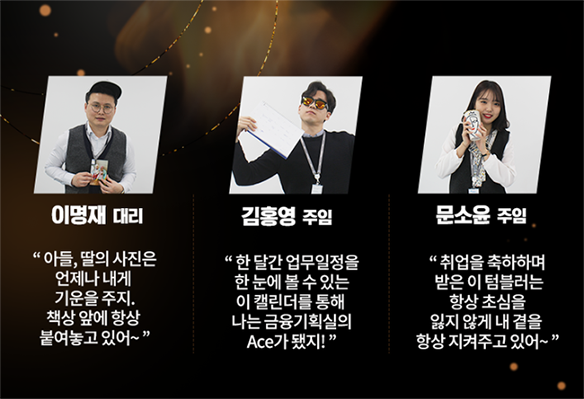 이명재 대리
“ 아들, 딸의 사진은
언제나 내게
기운을 주지.
책상 앞에 항상
붙여놓고 있어~ ”
김홍영 주임
“ 한 달간 업무일정을
한 눈에 볼 수 있는
이 캘린더를 통해
나는 금융기획실의
Ace가 됐지! ”
문소윤 주임
“ 취업을 축하하며
받은 이 텀블러는
항상 초심을
잃지 않게 내 곁을
항상 지켜주고 있어~ ”